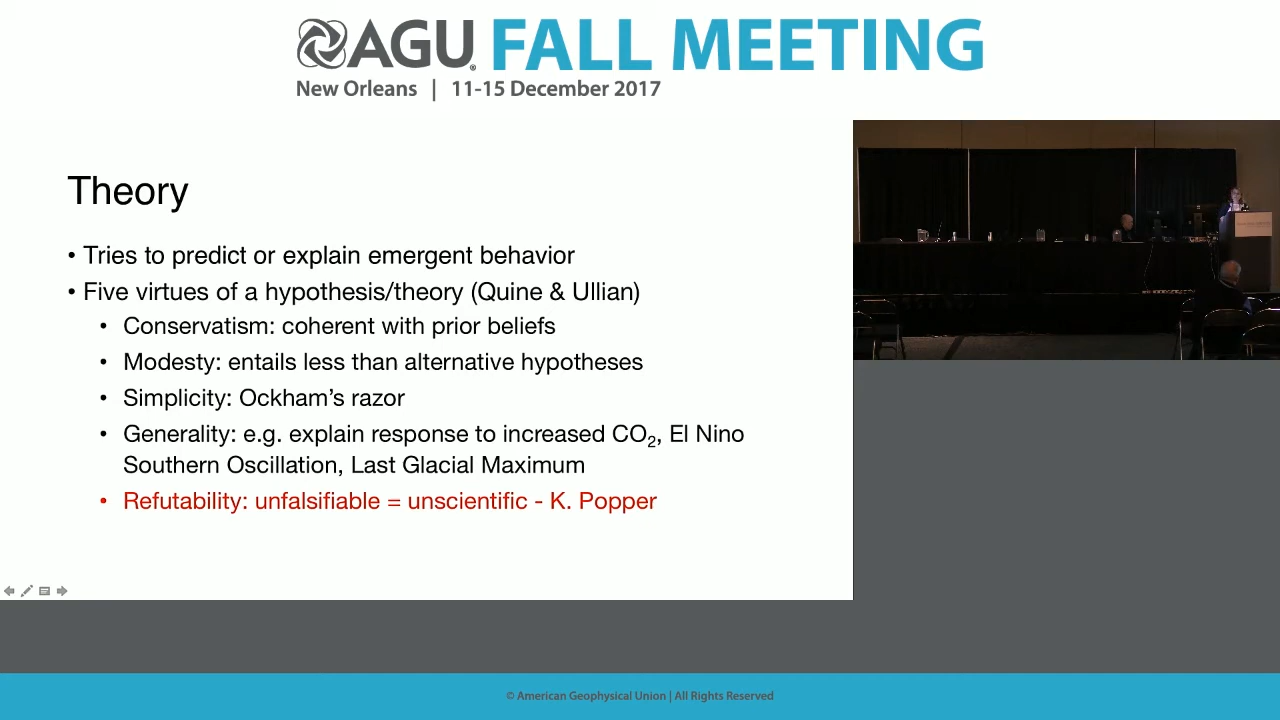 AGU FALL MEETING
New Orleans | 11-15 December 2017
Theory
• Tries to predict or explain emergent behavior
• Five virtues of a hypothesis/theory (Quine & Ullian)
• Conservatism: coherent with prior beliefs
• Modesty: entails less than alternative hypotheses
• Simplicity: Ockham’s razor
• Generality: e.g. explain response to increased CO₂, El Nino
Southern Oscillation, Last Glacial Maximum
• Refutability: unfalsifiable = unscientific - K. Popper
© American Geophysical Union | All Rights Reserved